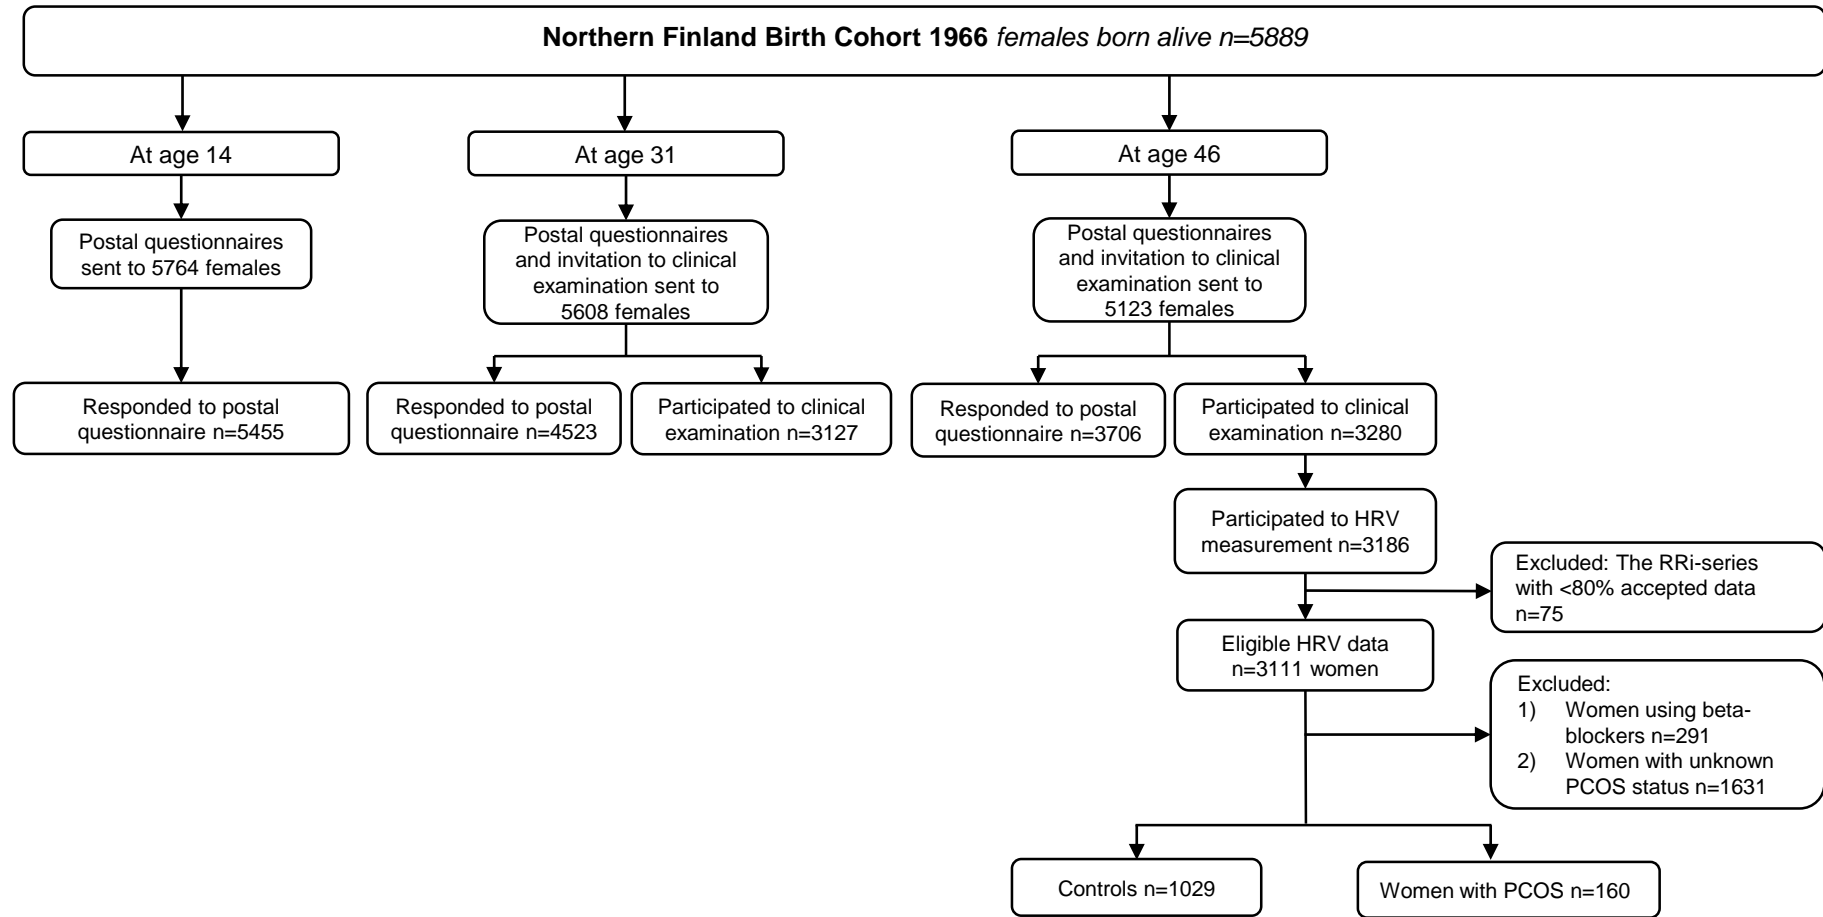 Northern Finland Birth Cohort 1966 females born alive n=5889
At age 14
At age 31
At age 46
Postal questionnaires
sent to 5764 females
Postal questionnaires
and invitation to clinical
examination sent to
5608 females
Postal questionnaires
and invitation to clinical
examination sent to
5123 females
Responded to postal
questionnaire n=5455
Responded to postal
questionnaire n=4523
Participated to clinical
examination n=3127
Responded to postal
questionnaire n=3706
Participated to clinical
examination n=3280
Participated to HRV
measurement n=3186
Excluded: The RRi-series
with <80% accepted data
n=75
Eligible HRV data
n=3111 women
Excluded:
1) Women using beta-
blockers n=291
2) Women with unknown
PCOS status n=1631
Controls n=1029
Women with PCOS n=160